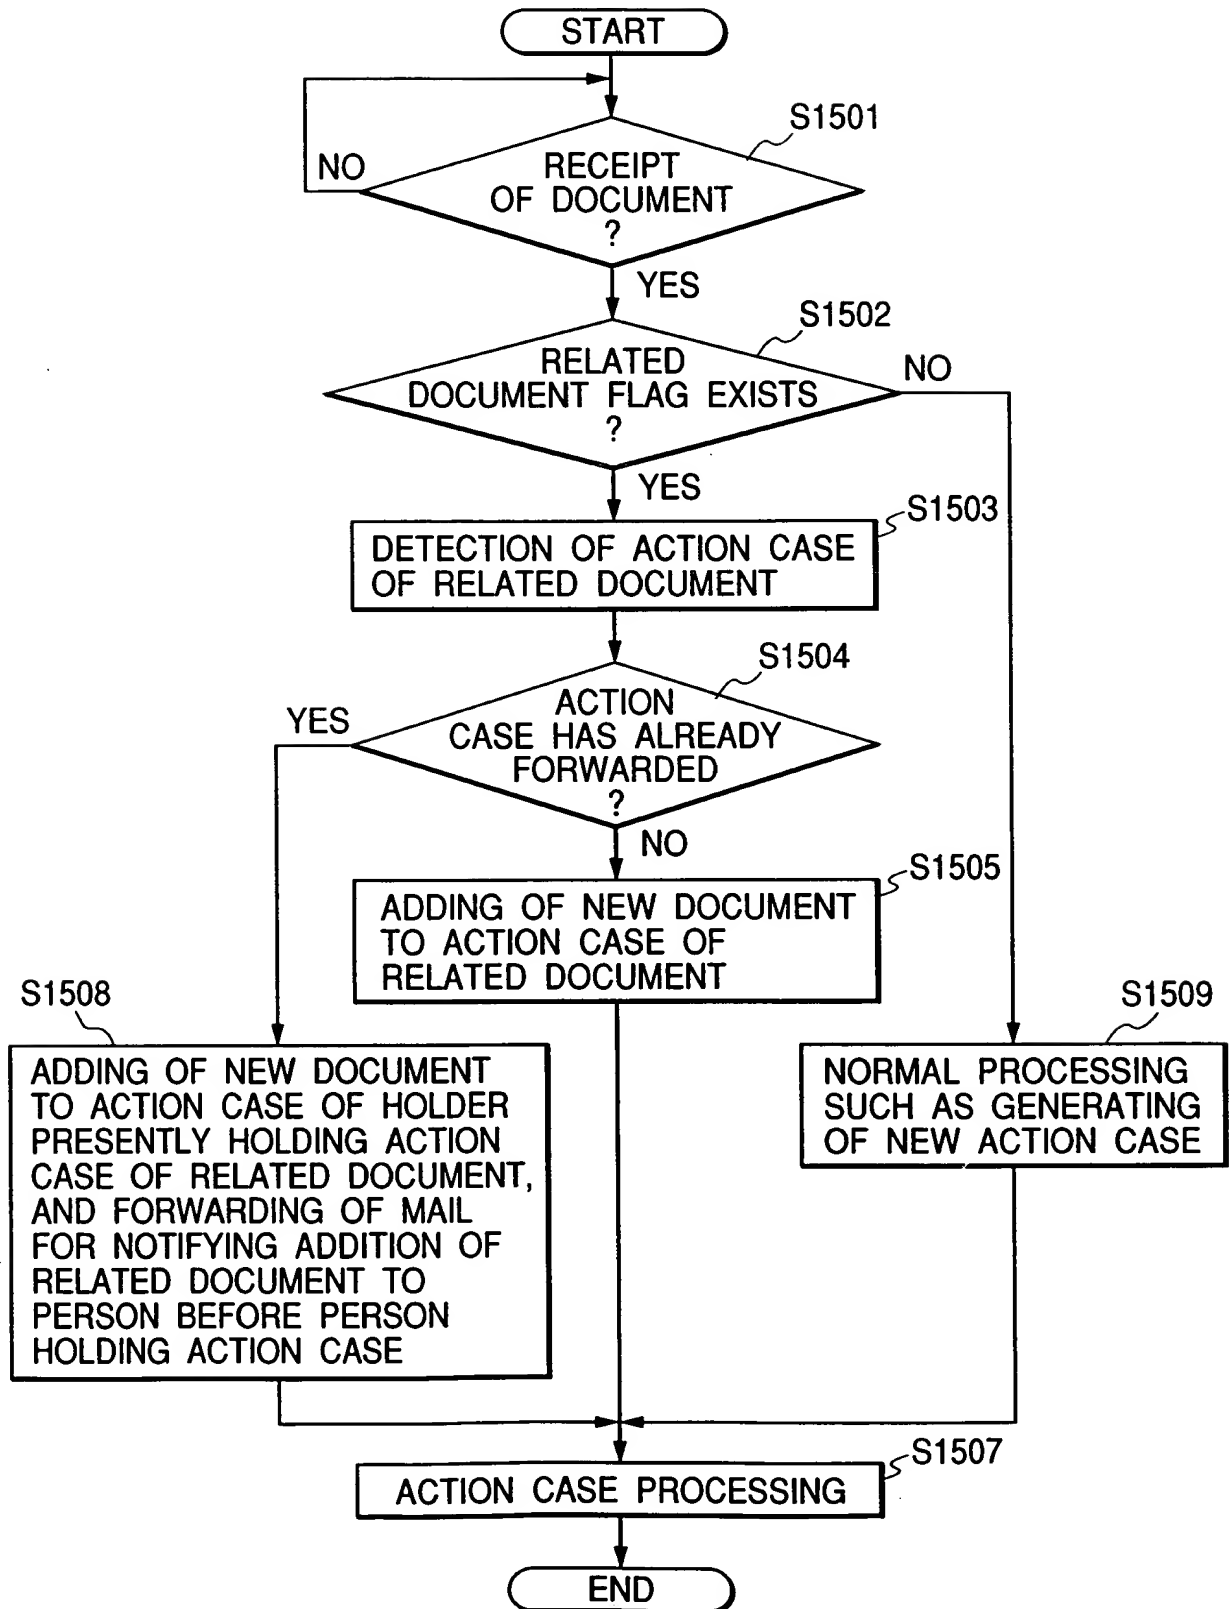 START
S1501
NO
RECEIPT
OF DOCUMENT
?
YES
S1502
RELATED
DOCUMENT FLAG EXISTS
?
NO
YES
S1503
DETECTION OF ACTION CASE
OF RELATED DOCUMENT
S1504
YES
ACTION
CASE HAS ALREADY
FORWARDED
?
NO
S1505
ADDING OF NEW DOCUMENT
TO ACTION CASE OF
RELATED DOCUMENT
S1508
ADDING OF NEW DOCUMENT
TO ACTION CASE OF HOLDER
PRESENTLY HOLDING ACTION
CASE OF RELATED DOCUMENT,
AND FORWARDING OF MAIL
FOR NOTIFYING ADDITION OF
RELATED DOCUMENT TO
PERSON BEFORE PERSON
HOLDING ACTION CASE
S1509
NORMAL PROCESSING
SUCH AS GENERATING
OF NEW ACTION CASE
S1507
ACTION CASE PROCESSING
END